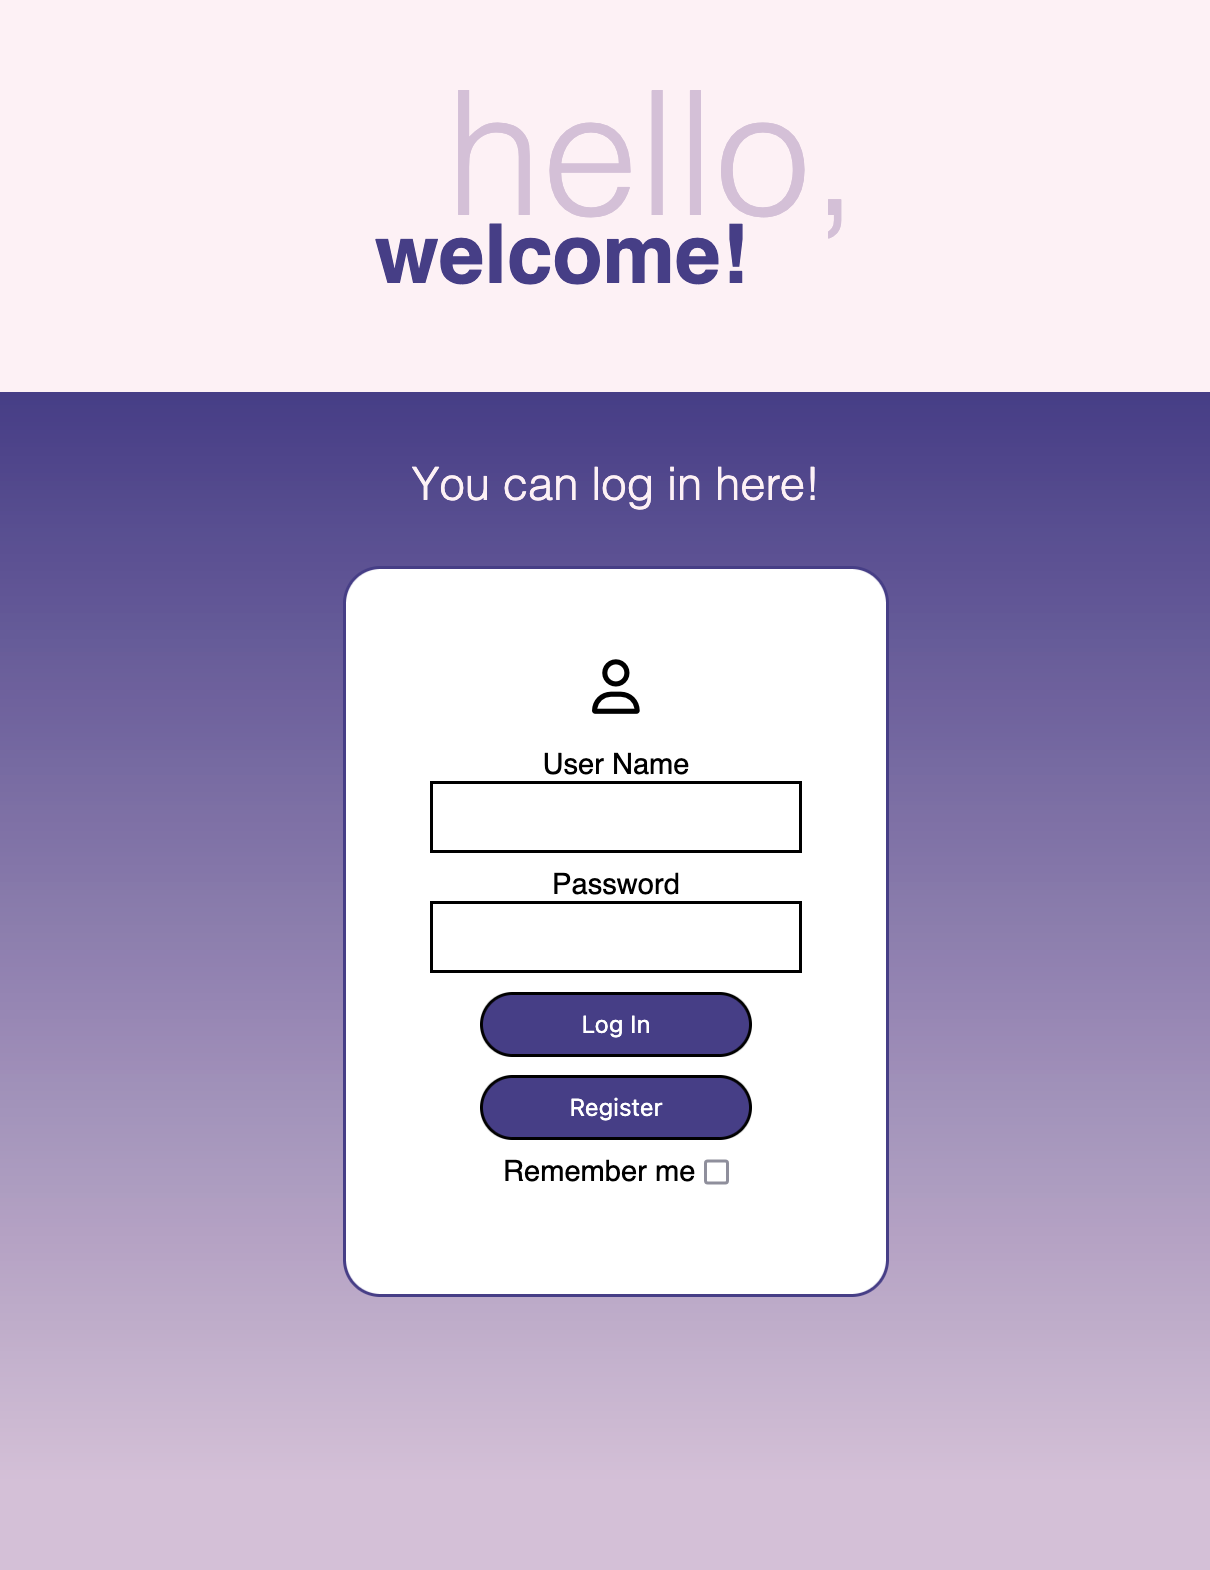 hello,
welcome!
You can log in here!
User Name
Password
Log In
Register
Remember me